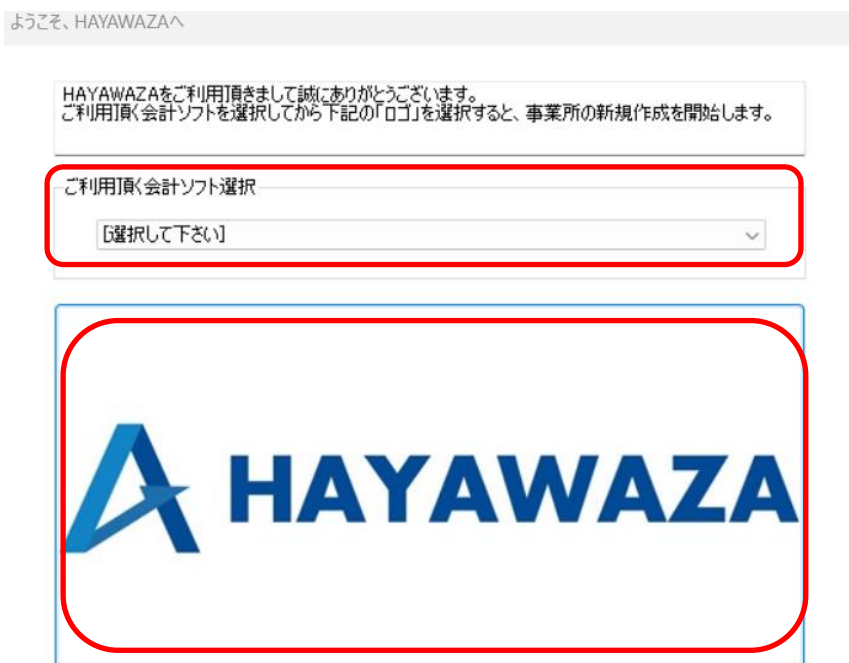 ようこそ、HAYAWAZAへ
HAYAWAZAをご利用頂きまして誠にありがとうございます。
ご利用頂く会計ソフトを選択してから下記の「ロゴ」を選択すると、事業所の新規作成を開始します。
ご利用頂く会計ソフト選択
[選択して下さい]
HAYAWAZA